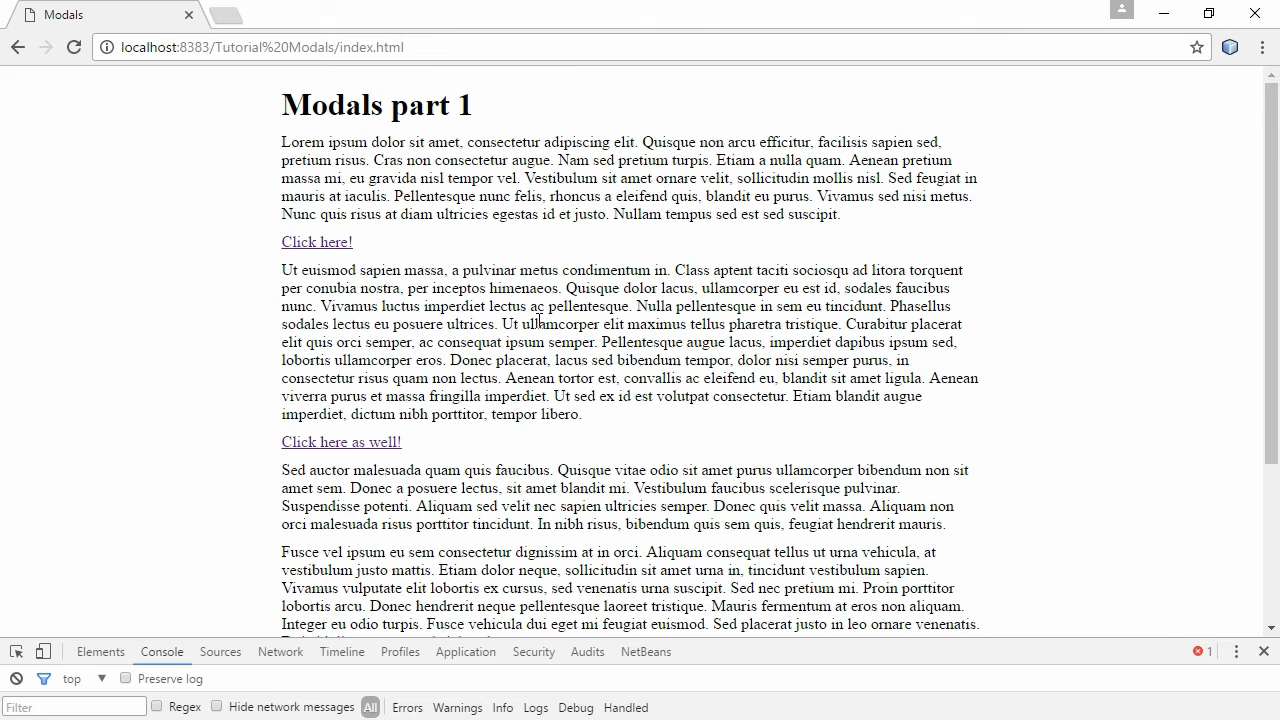 Modals
localhost:8383/Tutorial%20Modals/index.html
Modals part 1
Lorem ipsum dolor sit amet, consectetur adipiscing elit. Quisque non arcu efficitur, facilisis sapien sed,
pretium risus. Cras non consectetur augue. Nam sed pretium turpis. Etiam a nulla quam. Aenean pretium
massa mi, eu gravida nisl tempor vel. Vestibulum sit amet ornare velit, sollicitudin mollis nisl. Sed feugiat in
mauris at iaculis. Pellentesque nunc felis, rhoncus a eleifend quis, blandit eu purus. Vivamus sed nisi metus.
Nunc quis risus at diam ultricies egestas id et justo. Nullam tempus sed est sed suscipit.
Click here!
Ut euismod sapien massa, a pulvinar metus condimentum in. Class aptent taciti sociosqu ad litora torquent
per conubia nostra, per inceptos himenaeos. Quisque dolor lacus, ullamcorper eu est id, sodales faucibus
nunc. Vivamus luctus imperdiet lectus ac pellentesque. Nulla pellentesque in sem eu tincidunt. Phasellus
sodales lectus eu posuere ultrices. Ut ullamcorper elit maximus tellus pharetra tristique. Curabitur placerat
elit quis orci semper, ac consequat ipsum semper. Pellentesque augue lacus, imperdiet dapibus ipsum sed,
lobortis ullamcorper eros. Donec placerat, lacus sed bibendum tempor, dolor nisi semper purus, in
consectetur risus quam non lectus. Aenean tortor est, convallis ac eleifend eu, blandit sit amet ligula. Aenean
viverra purus et massa fringilla imperdiet. Ut sed ex id est volutpat consectetur. Etiam blandit augue
imperdiet, dictum nibh porttitor, tempor libero.
Click here as well!
Sed auctor malesuada quam quis faucibus. Quisque vitae odio sit amet purus ullamcorper bibendum non sit
amet sem. Donec a posuere lectus, sit amet blandit mi. Vestibulum faucibus scelerisque pulvinar.
Suspendisse potenti. Aliquam sed velit nec sapien ultricies semper. Donec quis velit massa. Aliquam non
orci malesuada risus porttitor tincidunt. In nibh risus, bibendum quis sem quis, feugiat hendrerit mauris.
Fusce vel ipsum eu sem consectetur dignissim at in orci. Aliquam consequat tellus ut urna vehicula, at
vestibulum justo mattis. Etiam dolor neque, sollicitudin sit amet urna in, tincidunt vestibulum sapien.
Vivamus vulputate elit lobortis ex cursus, sed venenatis urna suscipit. Sed nec pretium mi. Proin porttitor
lobortis arcu. Donec hendrerit neque pellentesque laoreet tristique. Mauris fermentum at eros non aliquam.
Integer eu odio turpis. Fusce vehicula dui eget mi feugiat euismod. Sed placerat justo in leo ornare venenatis.
Elements Console Sources Network Timeline Profiles Application Security Audits NetBeans 1
top Preserve log
Filter Regex Hide network messages All Errors Warnings Info Logs Debug Handled